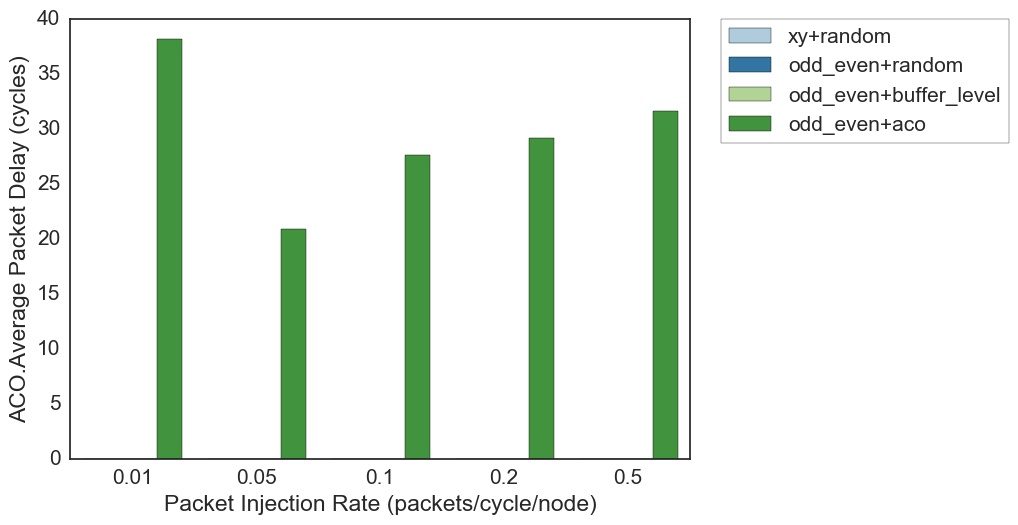 40
35
30
25
20
15
10
5
0
ACO.Average Packet Delay (cycles)
0.01 0.05 0.1 0.2 0.5
Packet Injection Rate (packets/cycle/node)
xy+random
odd_even+random
odd_even+buffer_level
odd_even+aco